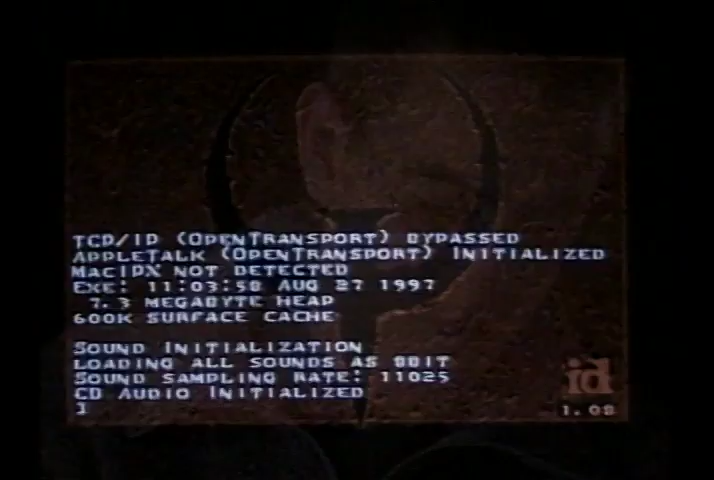 TCP/IP (OPENTRANSPORT) BYPASSED
APPLETALK (OPENTRANSPORT) INITIALIZED
MACIPX NOT DETECTED
EXE: 11:03:58 AUG 27 1997
7.3 MEGABYTE HEAP
600K SURFACE CACHE
SOUND INITIALIZATION
LOADING ALL SOUNDS AS 8BIT
SOUND SAMPLING RATE: 11025
CD AUDIO INITIALIZED
]
id
1.08